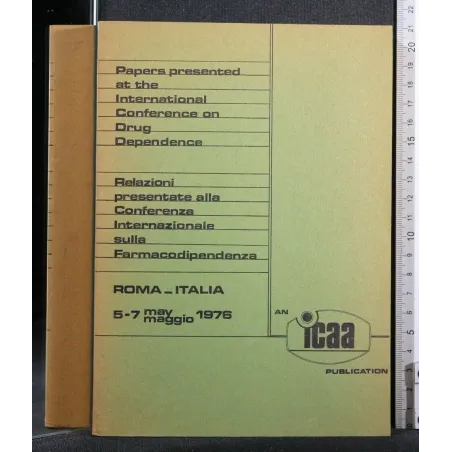 Papers presented
at the
International
Conference on
Drug
Dependence
Relazioni
presentate alla
Conferenza
Internazionale
sulla
Farmacodipendenza
ROMA - ITALIA
5-7 may
maggio 1976
AN
icaa
PUBLICATION